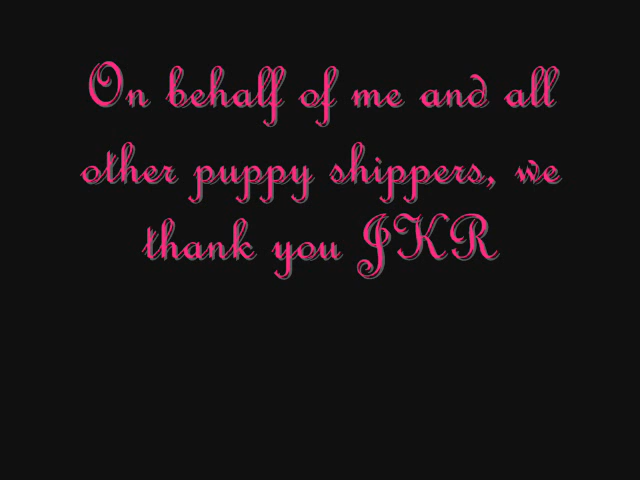 On behalf of me and all
other puppy shippers, we
thank you JKR